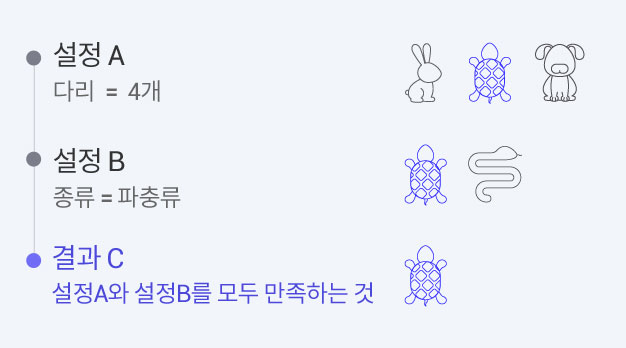 설정 A
다리 = 4개
설정 B
종류 = 파충류
결과 C
설정A와 설정B를 모두 만족하는 것